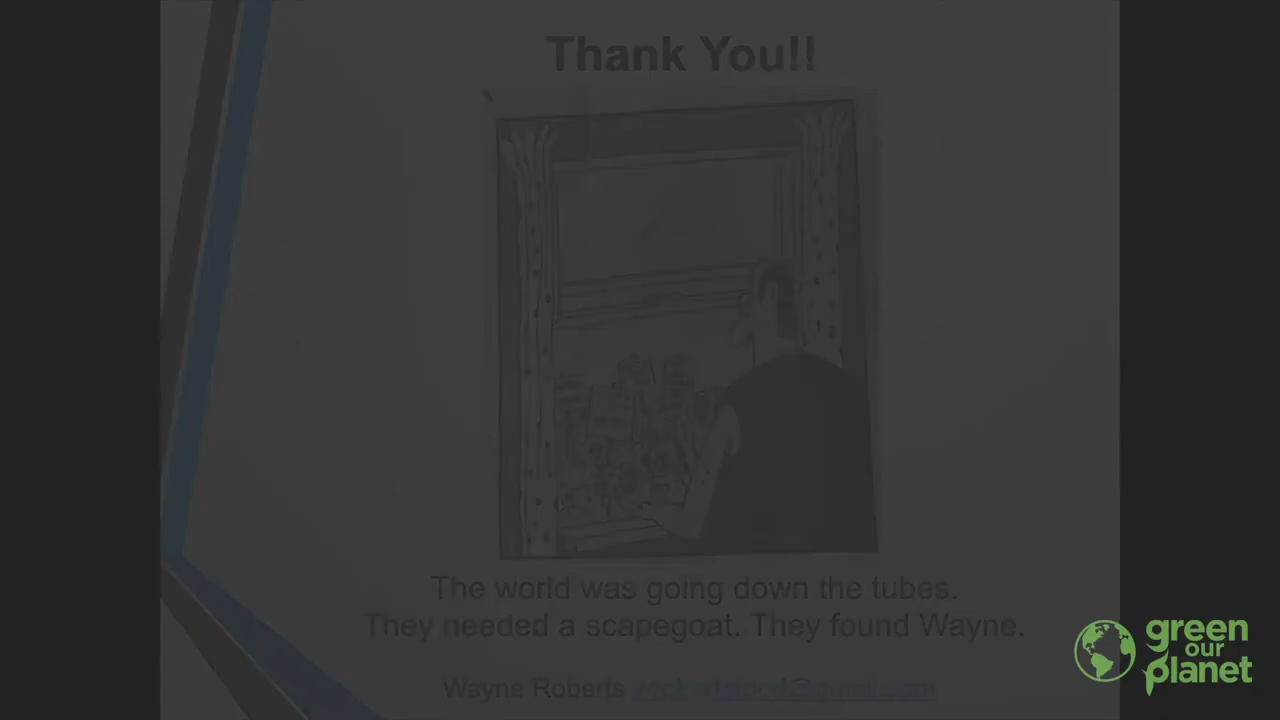 Thank You!!
The world was going down the tubes.
They needed a scapegoat. They found Wayne.
Wayne Roberts
green
our
planet